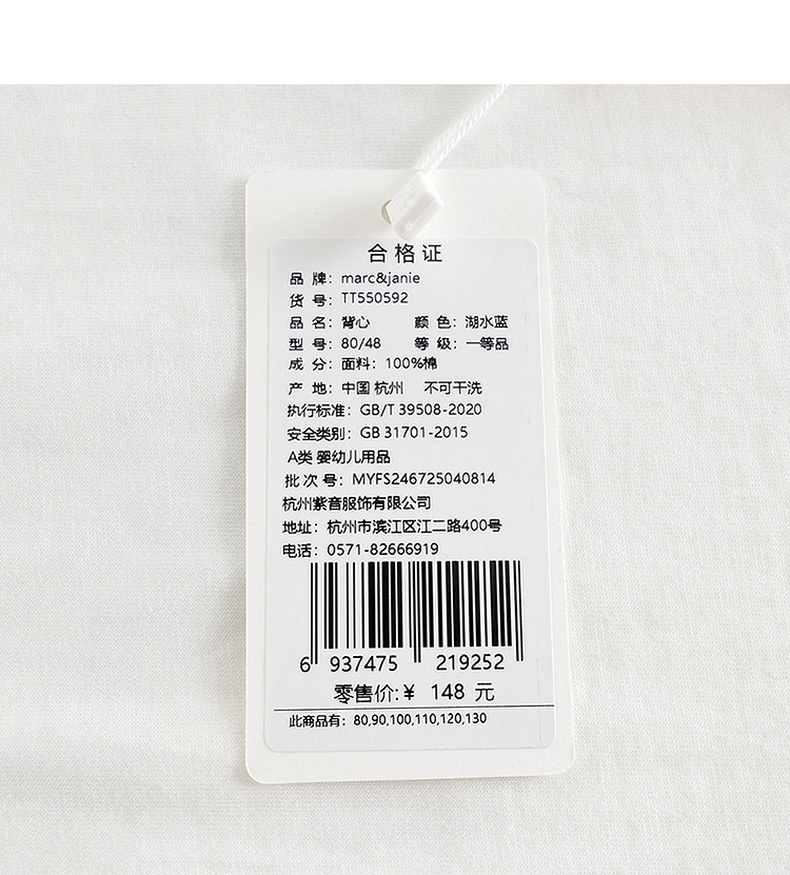 合格证
品 牌：marc&janie
货 号：TT550592
品 名：背心 颜 色：湖水蓝
型 号：80/48 等 级：一等品
成 分：面料：100%棉
产 地：中国 杭州 不可干洗
执行标准：GB/T 39508-2020
安全类别：GB 31701-2015
A类 婴幼儿用品
批 次 号：MYFS246725040814
杭州紫音服饰有限公司
地址：杭州市滨江区江二路400号
电话：0571-82666919
6 937475 219252
零售价:¥ 148 元
此商品有：80,90,100,110,120,130